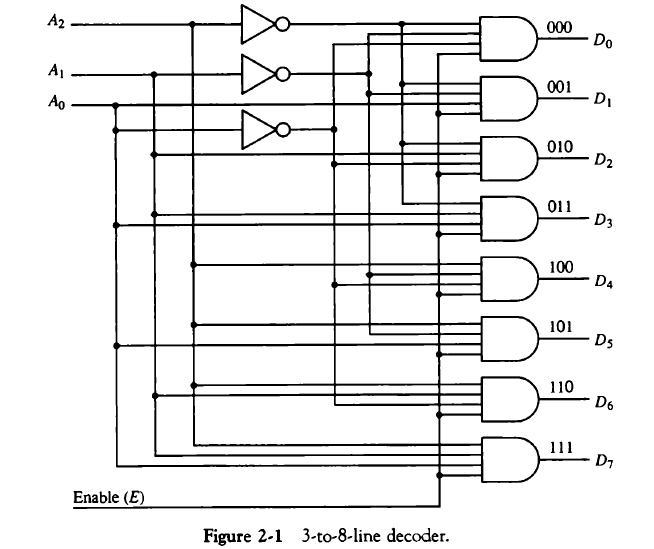 A2
000
D0
A1
001
D1
A0
010
D2
011
D3
100
D4
101
D5
110
D6
111
D7
Enable (E)
Figure 2-1 3-to-8-line decoder.